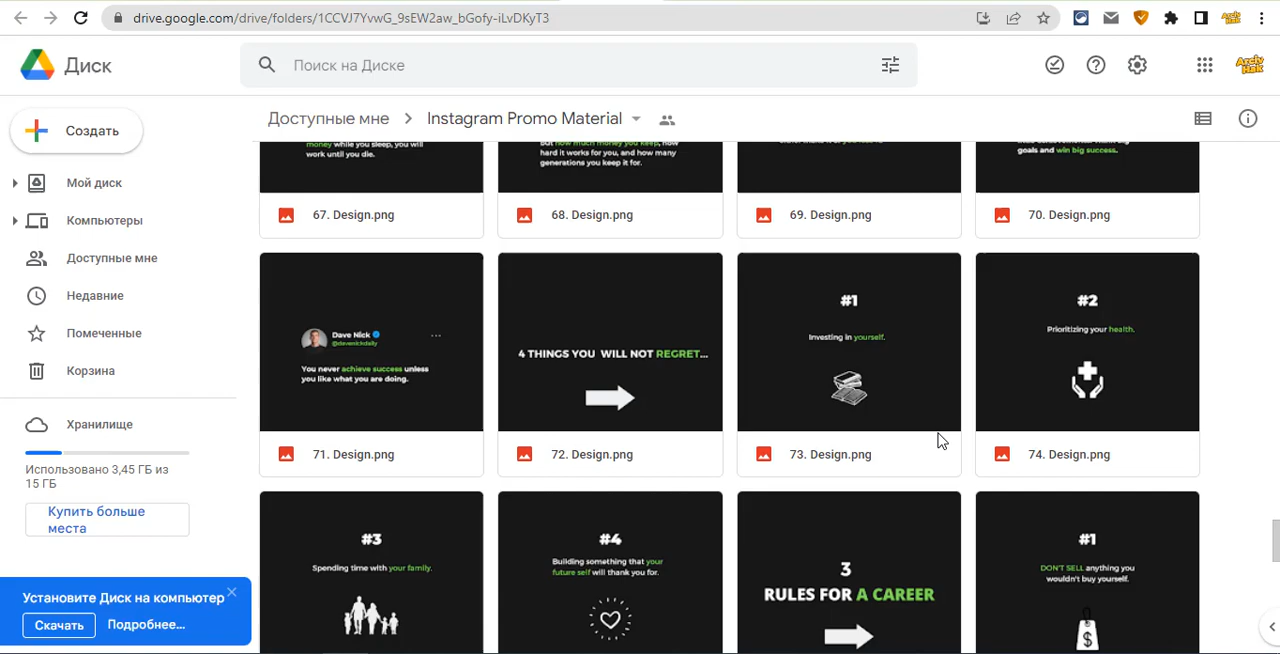 drive.google.com/drive/folders/1CCVJ7YvwG_9sEW2aw_bGofy-iLvDKyT3
Диск
Поиск на Диске
Создать
Доступные мне > Instagram Promo Material
Мой диск
Компьютеры
Доступные мне
Недавние
Помеченные
Корзина
Хранилище
Использовано 3,45 ГБ из
15 ГБ
Купить больше
места
Установите Диск на компьютер
Скачать
Подробнее...
money while you sleep, you will
work until you die.
67. Design.png
but how much money you keep, how
hard it works for you, and how many
generations you keep it for.
68. Design.png
69. Design.png
goals and win big success.
70. Design.png
Dave Nick
@davenicksdaily
You never achieve success unless
you like what you are doing.
71. Design.png
4 THINGS YOU WILL NOT REGRET...
72. Design.png
#1
Investing in yourself.
73. Design.png
#2
Prioritizing your health.
74. Design.png
#3
Spending time with your family.
#4
Building something that your
future self will thank you for.
3
RULES FOR A CAREER
#1
DON'T SELL anything you
wouldn't buy yourself.
$